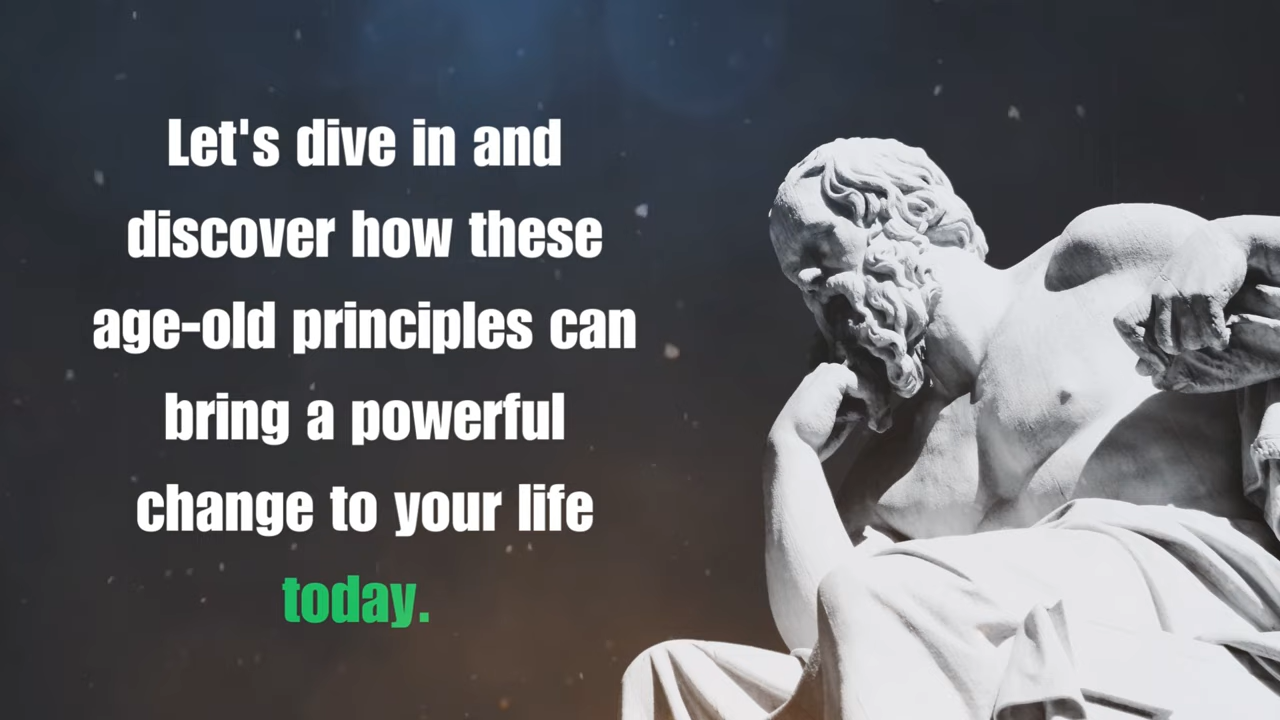 Let's dive in and
discover how these
age-old principles can
bring a powerful
change to your life
today.